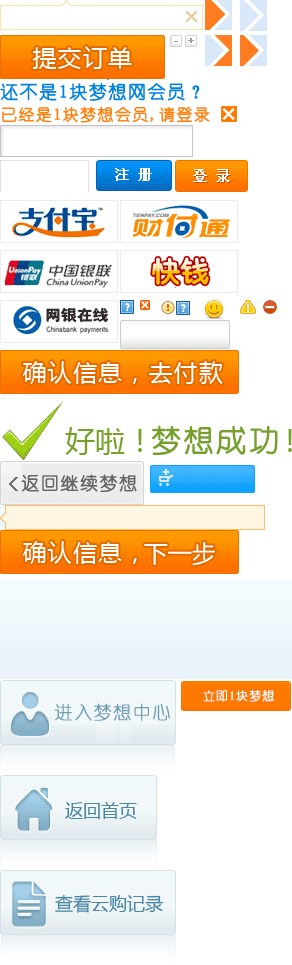 提交订单
还不是1块梦想网会员？
已经是1块梦想会员,请登录
注 册
登 录
支付宝
TENPAY.COM
财付通
UnionPay
银联
中国银联
China UnionPay
快钱
网银在线
Chinabank payments
确认信息，去付款
好啦！梦想成功！
返回继续梦想
确认信息，下一步
进入梦想中心
立即1块梦想
返回首页
查看云购记录